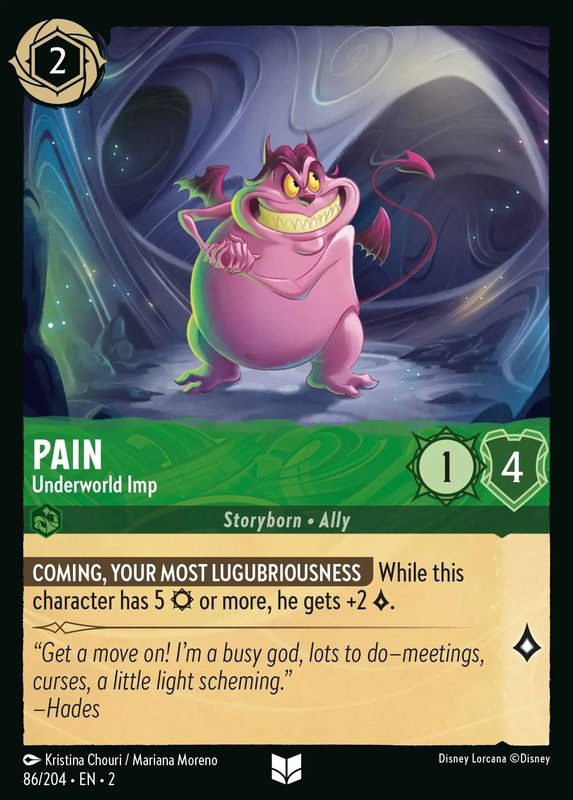 2
PAIN
Underworld Imp
1
4
Storyborn • Ally
COMING, YOUR MOST LUGUBRIOUSNESS While this
character has 5 or more, he gets +2 .
“Get a move on! I’m a busy god, lots to do–meetings,
curses, a little light scheming.”
–Hades
Kristina Chouri / Mariana Moreno
Disney Lorcana ©Disney
86/204 • EN • 2